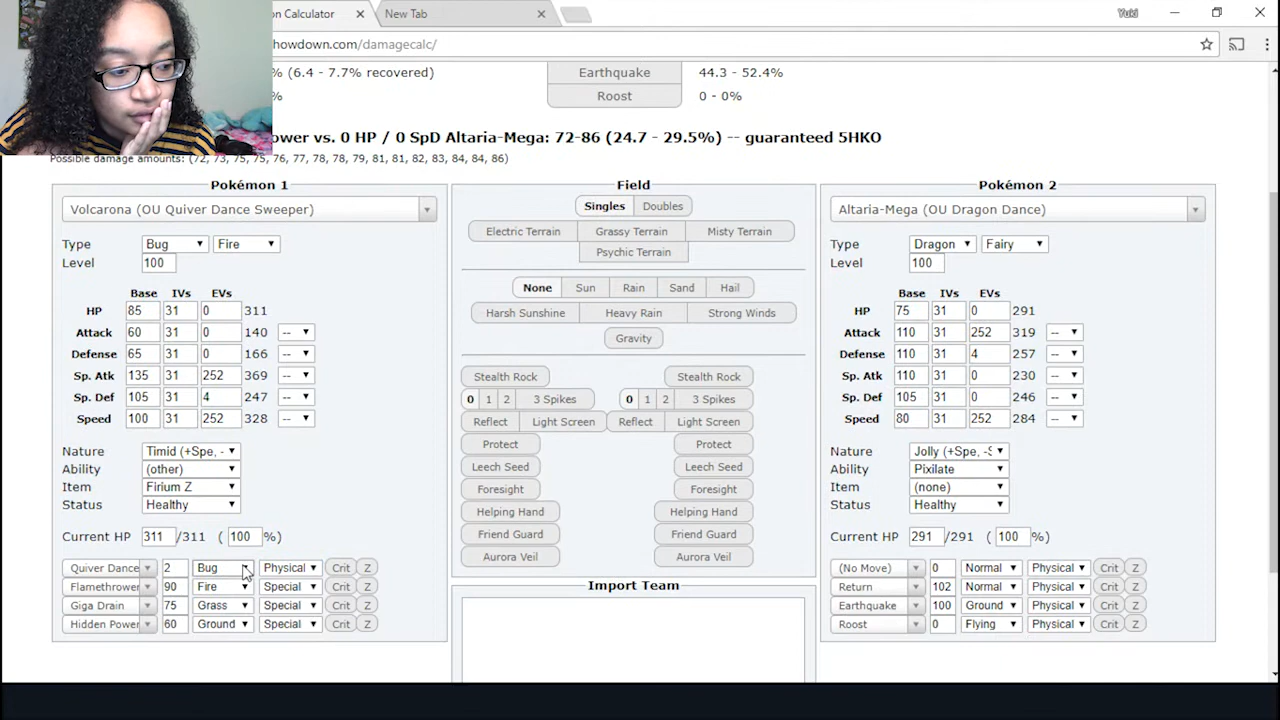 on Calculator
New Tab
Yuki
howdown.com/damagecalc/
% (6.4 - 7.7% recovered)
Earthquake 44.3 - 52.4%
% Roost 0 - 0%
ower vs. 0 HP / 0 SpD Altaria-Mega: 72-86 (24.7 - 29.5%) -- guaranteed 5HKO
Possible damage amounts: (72, 73, 75, 75, 76, 77, 78, 78, 79, 81, 81, 82, 83, 84, 84, 86)
Pokémon 1
Volcarona (OU Quiver Dance Sweeper)
Type Bug Fire
Level 100
Base IVs EVs
HP 85 31 0 311
Attack 60 31 0 140 --
Defense 65 31 0 166 --
Sp. Atk 135 31 252 369 --
Sp. Def 105 31 4 247 --
Speed 100 31 252 328 --
Nature Timid (+Spe, -
Ability (other)
Item Firium Z
Status Healthy
Current HP 311 /311 ( 100 %)
Quiver Dance 2 Bug Physical Crit Z
Flamethrower 90 Fire Special Crit Z
Giga Drain 75 Grass Special Crit Z
Hidden Power 60 Ground Special Crit Z
Field
Singles Doubles
Electric Terrain Grassy Terrain Misty Terrain
Psychic Terrain
None Sun Rain Sand Hail
Harsh Sunshine Heavy Rain Strong Winds
Gravity
Stealth Rock Stealth Rock
0 1 2 3 Spikes 0 1 2 3 Spikes
Reflect Light Screen Reflect Light Screen
Protect Protect
Leech Seed Leech Seed
Foresight Foresight
Helping Hand Helping Hand
Friend Guard Friend Guard
Aurora Veil Aurora Veil
Import Team
Pokémon 2
Altaria-Mega (OU Dragon Dance)
Type Dragon Fairy
Level 100
Base IVs EVs
HP 75 31 0 291
Attack 110 31 252 319 --
Defense 110 31 4 257 --
Sp. Atk 110 31 0 230 --
Sp. Def 105 31 0 246 --
Speed 80 31 252 284 --
Nature Jolly (+Spe, -S
Ability Pixilate
Item (none)
Status Healthy
Current HP 291 /291 ( 100 %)
(No Move) 0 Normal Physical Crit Z
Return 102 Normal Physical Crit Z
Earthquake 100 Ground Physical Crit Z
Roost 0 Flying Physical Crit Z